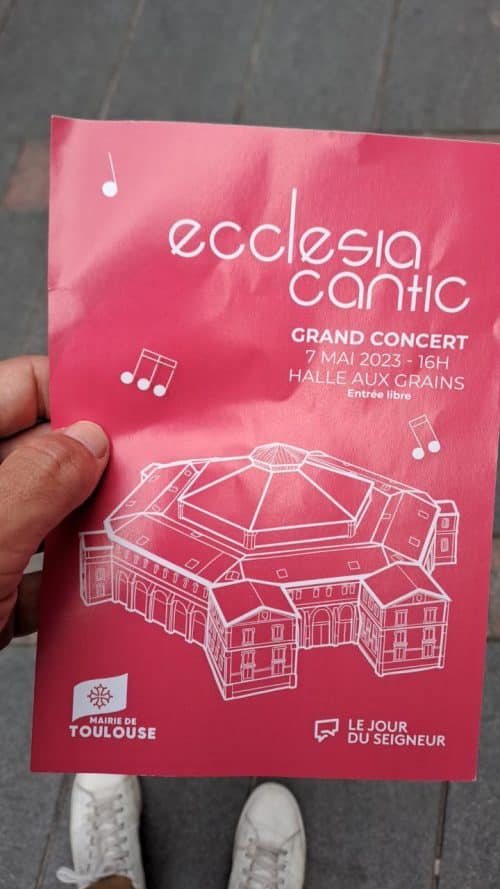 ecclesia
cantic
GRAND CONCERT
7 MAI 2023 - 16H
HALLE AUX GRAINS
Entrée libre
MAIRIE DE
TOULOUSE
LE JOUR
DU SEIGNEUR